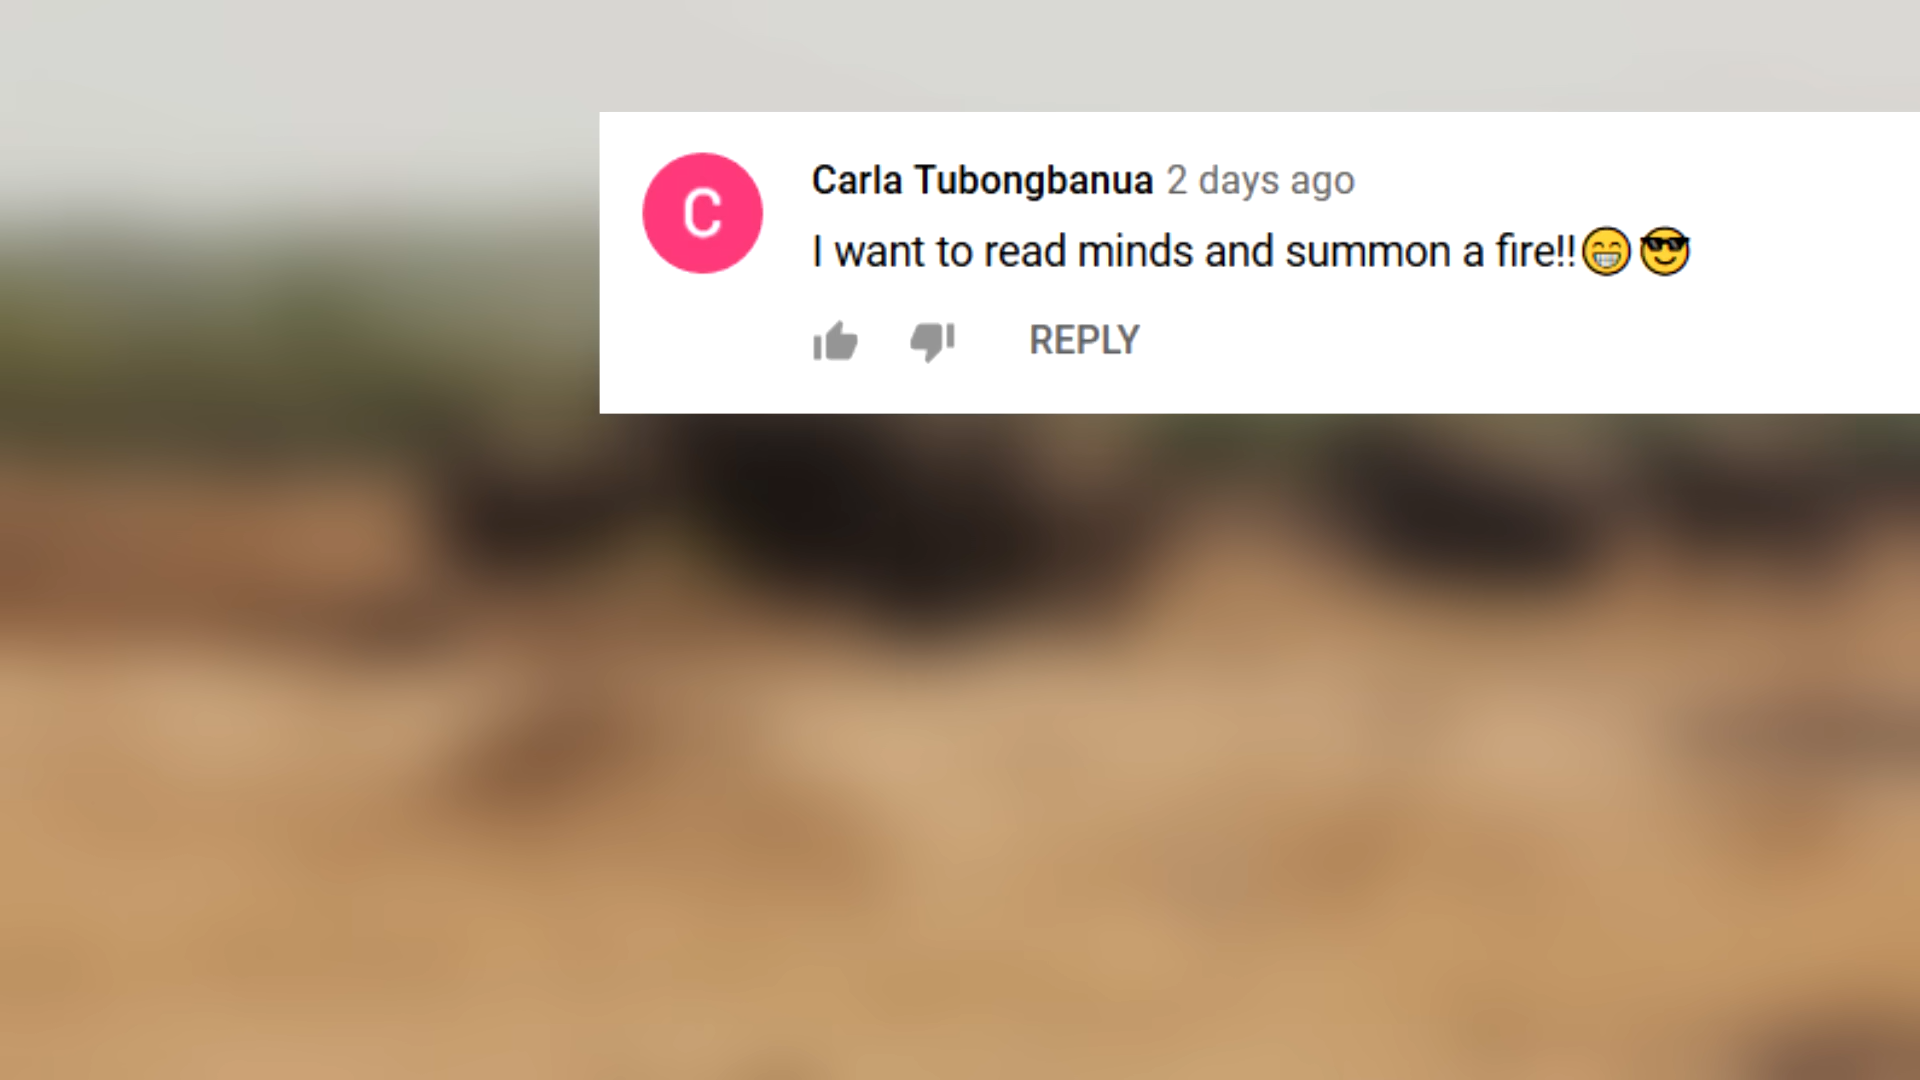 C
Carla Tubongbanua 2 days ago
I want to read minds and summon a fire!!😁😎
REPLY